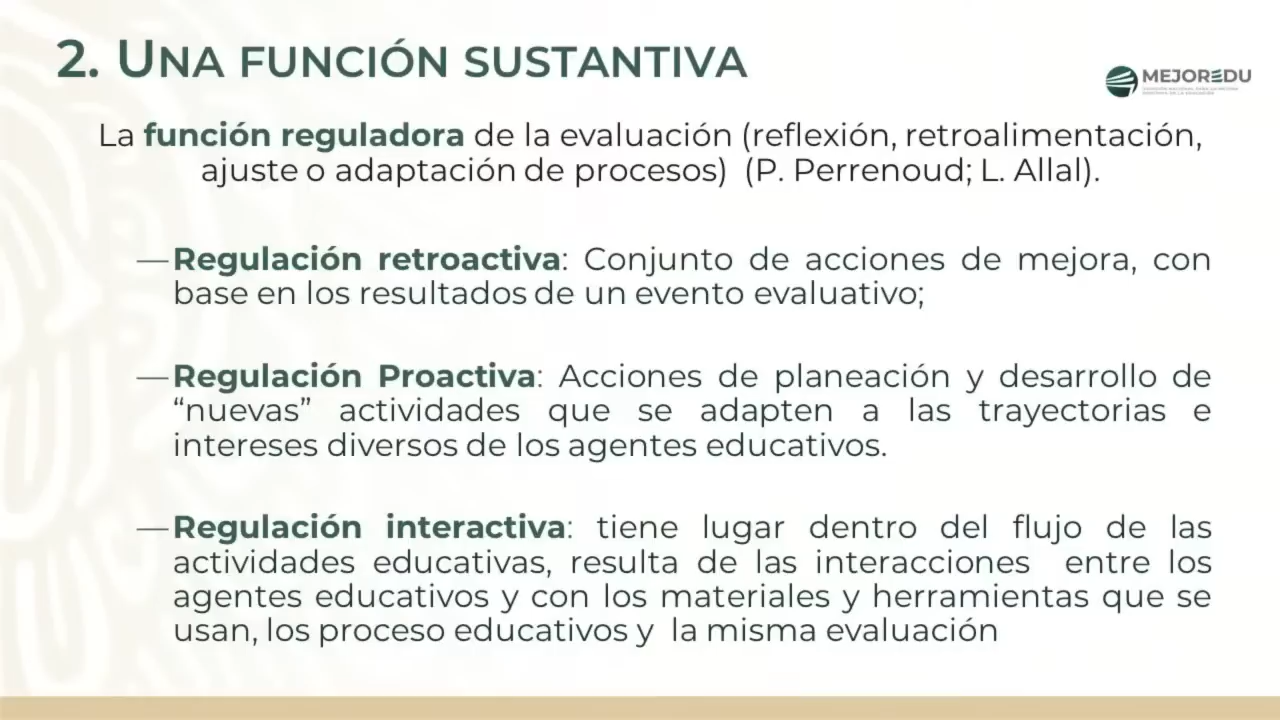 2. UNA FUNCIÓN SUSTANTIVA
MEJOREDU
La función reguladora de la evaluación (reflexión, retroalimentación,
ajuste o adaptación de procesos) (P. Perrenoud; L. Allal).
—Regulación retroactiva: Conjunto de acciones de mejora, con
base en los resultados de un evento evaluativo;
—Regulación Proactiva: Acciones de planeación y desarrollo de
“nuevas” actividades que se adapten a las trayectorias e
intereses diversos de los agentes educativos.
—Regulación interactiva: tiene lugar dentro del flujo de las
actividades educativas, resulta de las interacciones entre los
agentes educativos y con los materiales y herramientas que se
usan, los proceso educativos y la misma evaluación